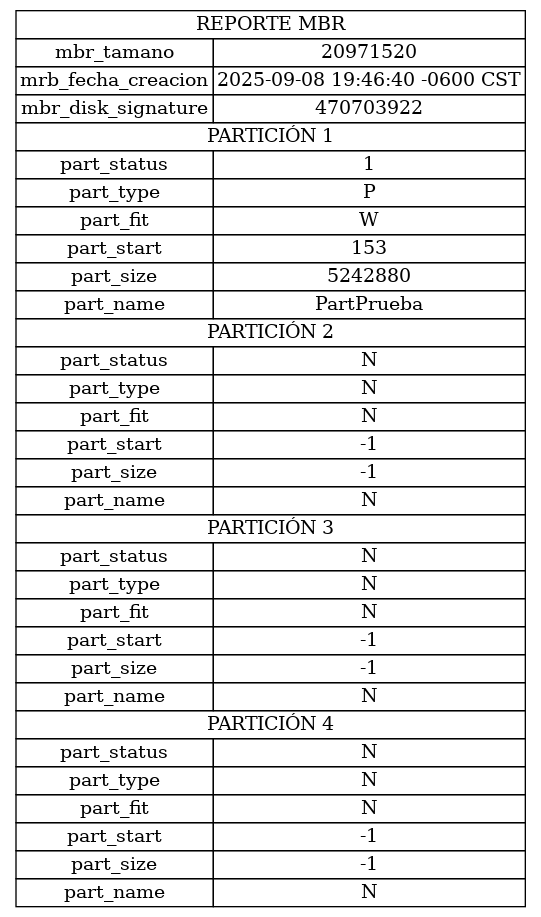 REPORTE MBR
mbr_tamano 20971520
mrb_fecha_creacion 2025-09-08 19:46:40 -0600 CST
mbr_disk_signature 470703922
PARTICIÓN 1
part_status 1
part_type P
part_fit W
part_start 153
part_size 5242880
part_name PartPrueba
PARTICIÓN 2
part_status N
part_type N
part_fit N
part_start -1
part_size -1
part_name N
PARTICIÓN 3
part_status N
part_type N
part_fit N
part_start -1
part_size -1
part_name N
PARTICIÓN 4
part_status N
part_type N
part_fit N
part_start -1
part_size -1
part_name N